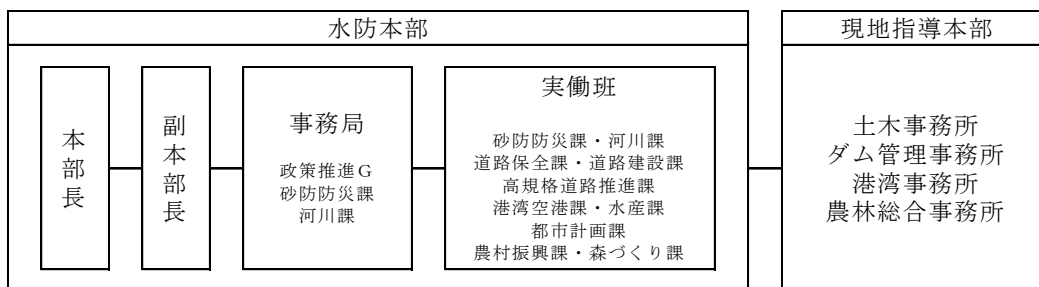 水防本部
現地指導本部
本部長
副本部長
事務局
政策推進G
砂防防災課
河川課
実働班
砂防防災課・河川課
道路保全課・道路建設課
高規格道路推進課
港湾空港課・水産課
都市計画課
農村振興課・森づくり課
土木事務所
ダム管理事務所
港湾事務所
農林総合事務所